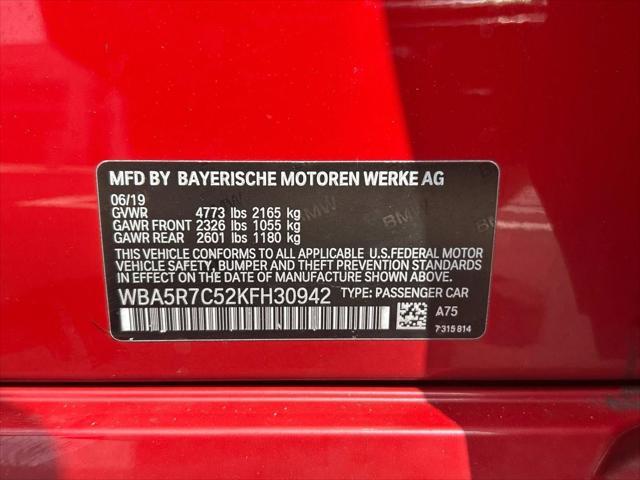 MFD BY BAYERISCHE MOTOREN WERKE AG
06/19
GVWR 4773 lbs 2165 kg
GAWR FRONT 2326 lbs 1055 kg
GAWR REAR 2601 lbs 1180 kg
THIS VEHICLE CONFORMS TO ALL APPLICABLE U.S.FEDERAL MOTOR
VEHICLE SAFETY, BUMPER AND THEFT PREVENTION STANDARDS
IN EFFECT ON THE DATE OF MANUFACTURE SHOWN ABOVE.
WBA5R7C52KFH30942 TYPE: PASSENGER CAR
A75
7315814